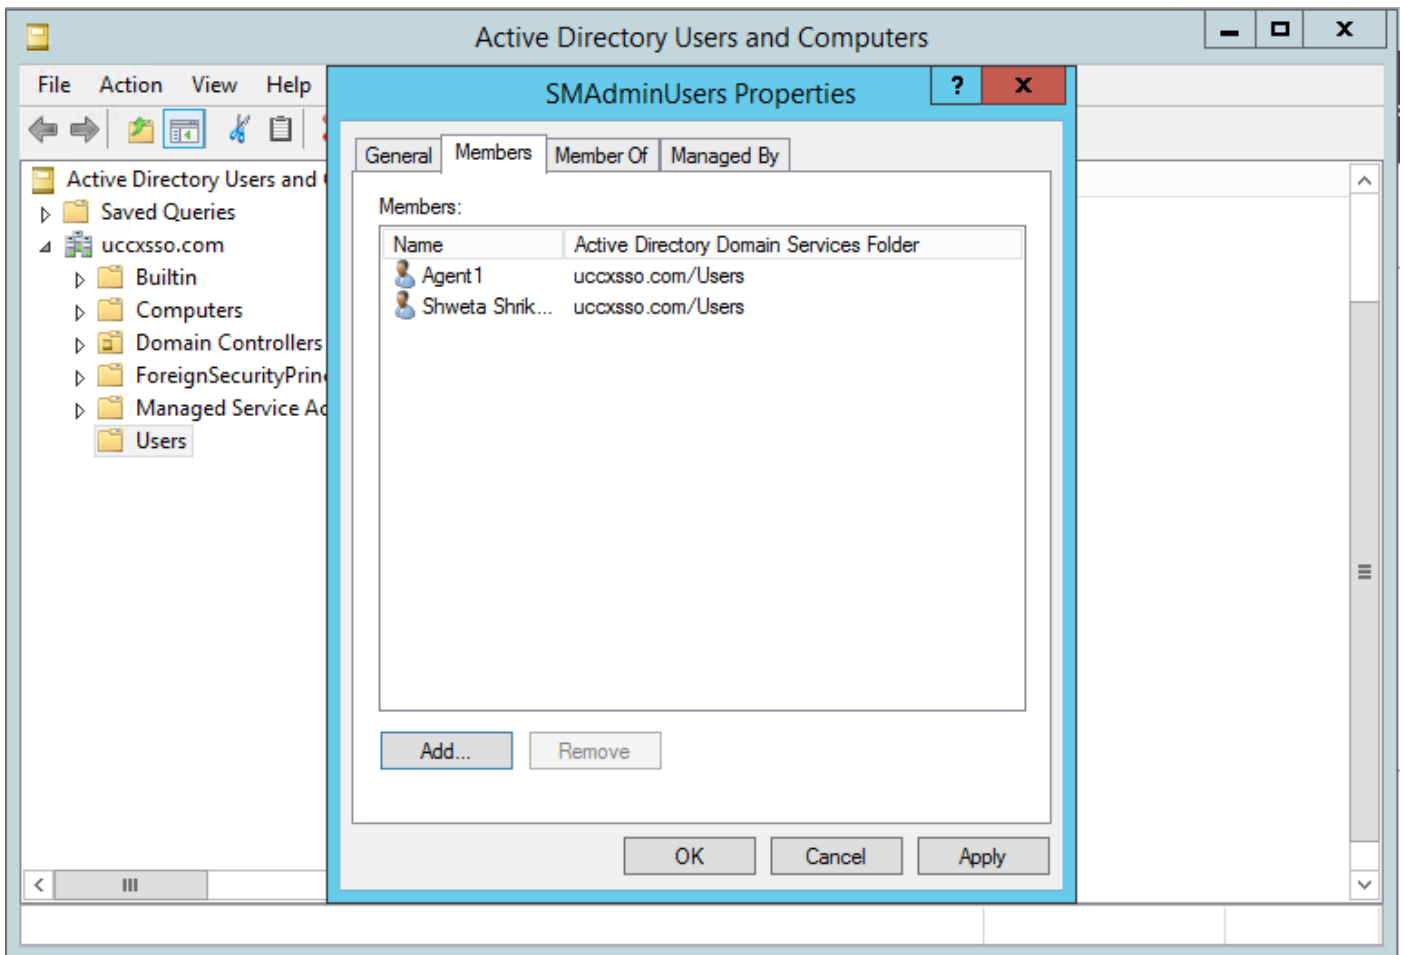 Active Directory Users and Computers
File Action View Help
SMAdminUsers Properties
General Members Member Of Managed By
Active Directory Users and
Saved Queries
uccxsso.com
Builtin
Computers
Domain Controllers
ForeignSecurityPrin
Managed Service Ac
Users
Members:
Name Active Directory Domain Services Folder
Agent1 uccxsso.com/Users
Shweta Shrik... uccxsso.com/Users
Add... Remove
OK Cancel Apply